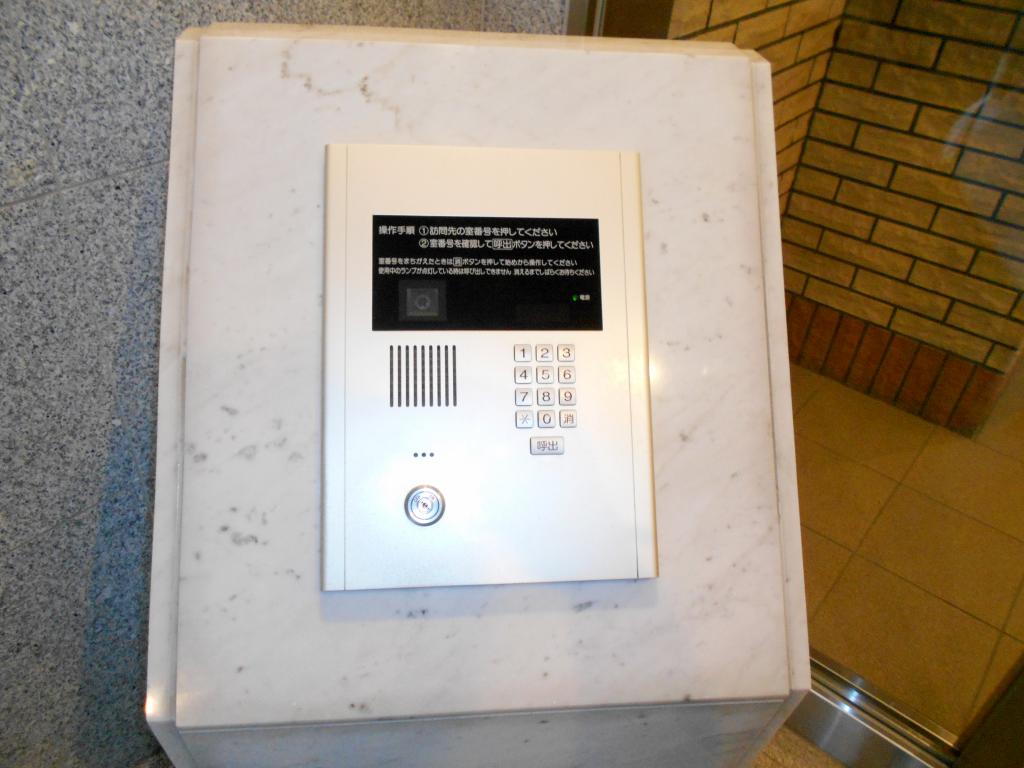 操作手順 ①訪問先の室番号を押してください
②室番号を確認して呼出ボタンを押してください
室番号をまちがえたときは消ボタンを押して始めから操作してください
使用中のランプが点灯している時は呼び出しできません 消えるまでしばらくお待ちください
電源
1 2 3
4 5 6
7 8 9
* 0 消
呼出